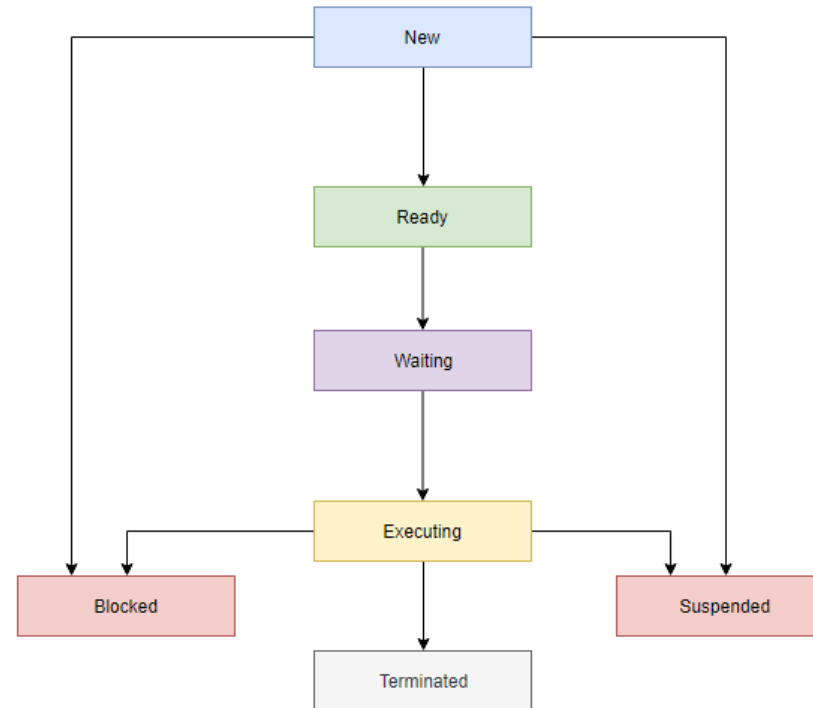 New
Ready
Waiting
Executing
Blocked
Suspended
Terminated